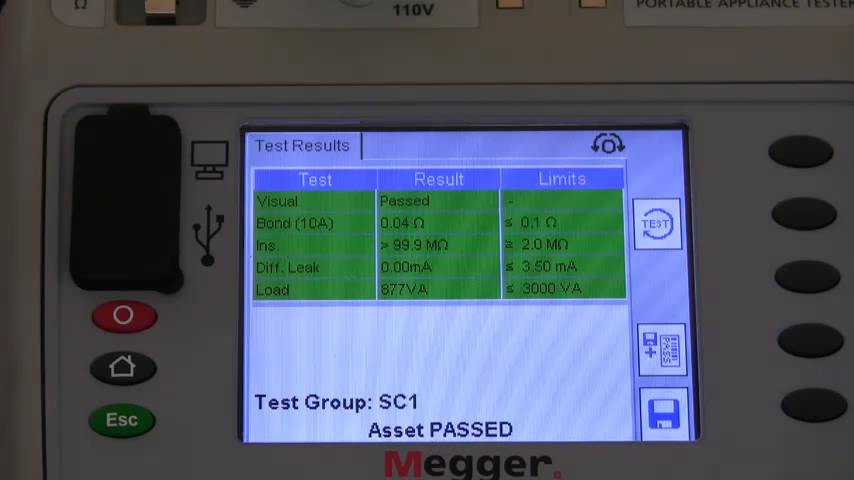 Ω
110V
PORTABLE APPLIANCE TESTER
Test Results
Test Result Limits
Visual Passed -
Bond (10A) 0.04 Ω ≤ 0.1 Ω
Ins. > 99.9 MΩ ≥ 2.0 MΩ
Diff. Leak 0.00mA ≤ 3.50 mA
Load 877VA ≤ 3000 VA
TEST
PASS
Test Group: SC1
Asset PASSED
Esc
Megger.